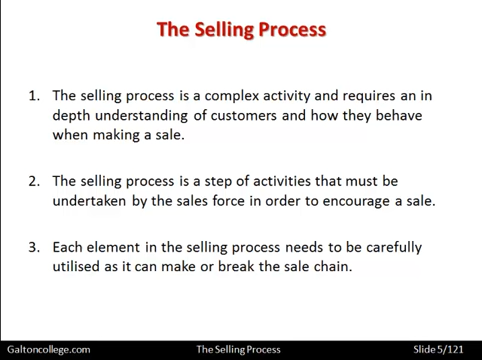 The Selling Process
1. The selling process is a complex activity and requires an in
depth understanding of customers and how they behave
when making a sale.
2. The selling process is a step of activities that must be
undertaken by the sales force in order to encourage a sale.
3. Each element in the selling process needs to be carefully
utilised as it can make or break the sale chain.
Galtoncollege.com The Selling Process Slide 5/121